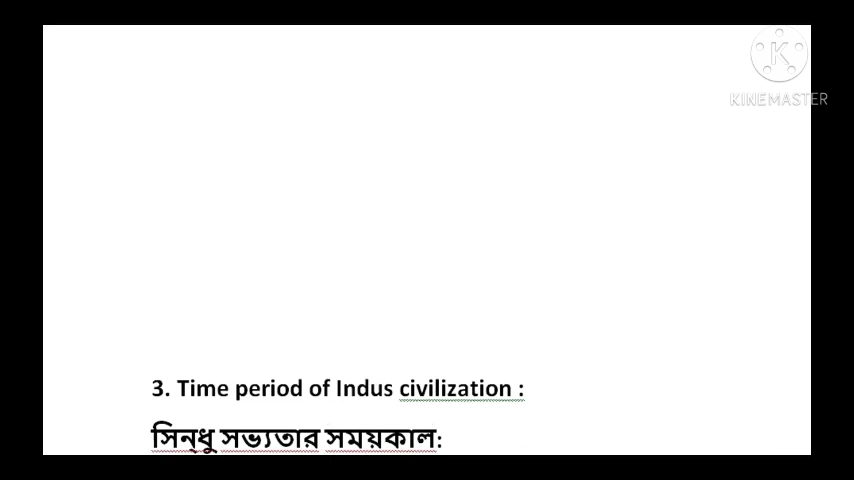 K
KINEMASTER
3. Time period of Indus civilization :
সিন্ধু সভ্যতার সময়কাল: